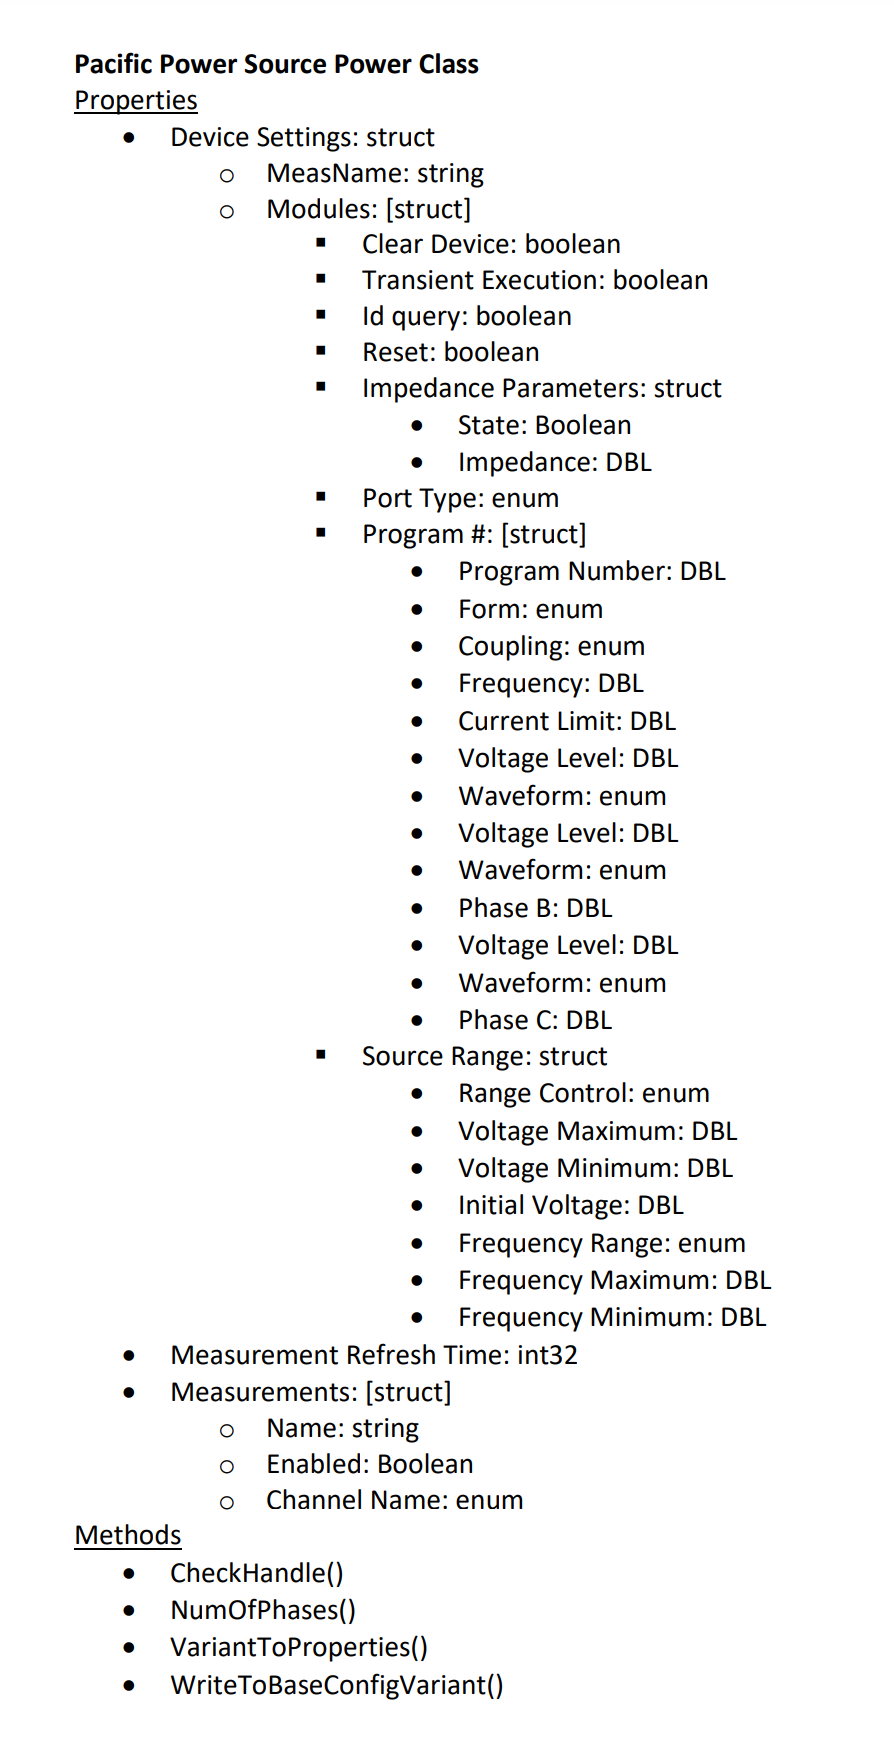 Pacific Power Source Power Class
Properties
• Device Settings: struct
o MeasName: string
o Modules: [struct]
▪ Clear Device: boolean
▪ Transient Execution: boolean
▪ Id query: boolean
▪ Reset: boolean
▪ Impedance Parameters: struct
• State: Boolean
• Impedance: DBL
▪ Port Type: enum
▪ Program #: [struct]
• Program Number: DBL
• Form: enum
• Coupling: enum
• Frequency: DBL
• Current Limit: DBL
• Voltage Level: DBL
• Waveform: enum
• Voltage Level: DBL
• Waveform: enum
• Phase B: DBL
• Voltage Level: DBL
• Waveform: enum
• Phase C: DBL
▪ Source Range: struct
• Range Control: enum
• Voltage Maximum: DBL
• Voltage Minimum: DBL
• Initial Voltage: DBL
• Frequency Range: enum
• Frequency Maximum: DBL
• Frequency Minimum: DBL
• Measurement Refresh Time: int32
• Measurements: [struct]
o Name: string
o Enabled: Boolean
o Channel Name: enum
Methods
• CheckHandle()
• NumOfPhases()
• VariantToProperties()
• WriteToBaseConfigVariant()